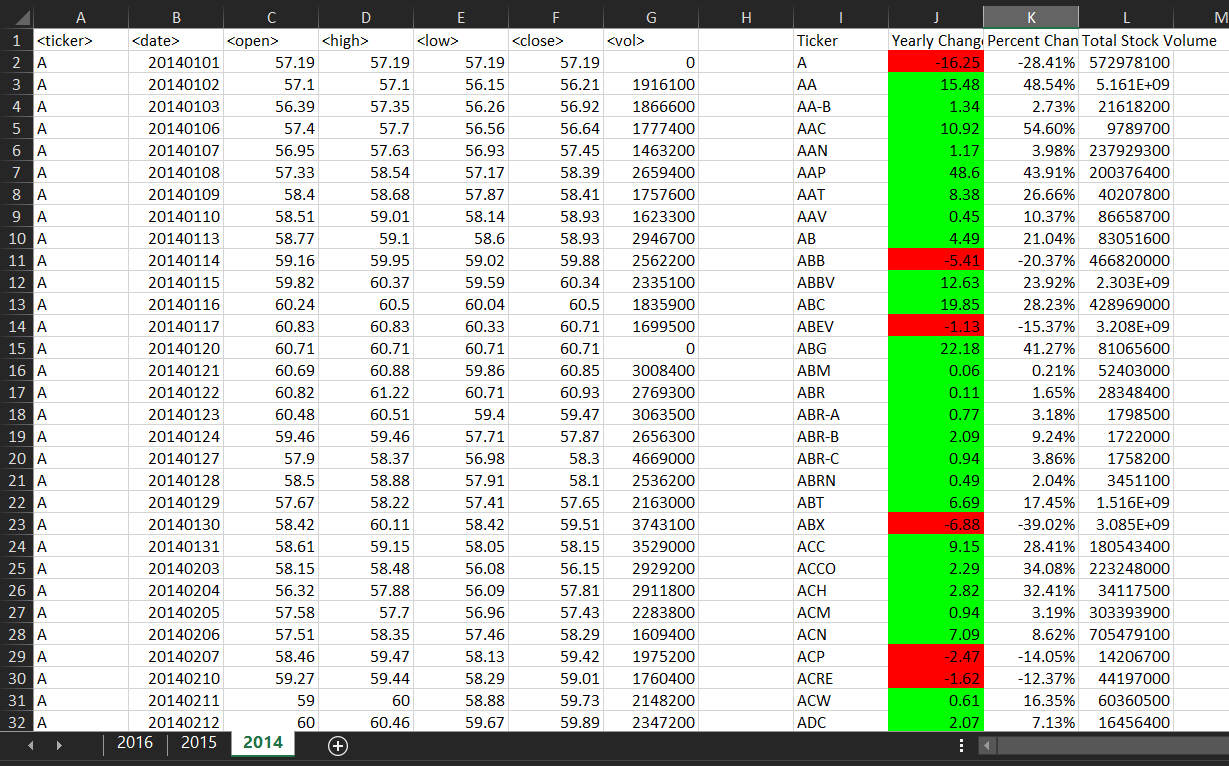 A B C D E F G H I J K L M
1 <ticker> <date> <open> <high> <low> <close> <vol> Ticker Yearly Change Percent Chan Total Stock Volume
2 A 20140101 57.19 57.19 57.19 57.19 0 A -16.25 -28.41% 572978100
3 A 20140102 57.1 57.1 56.15 56.21 1916100 AA 15.48 48.54% 5.161E+09
4 A 20140103 56.39 57.35 56.26 56.92 1866600 AA-B 1.34 2.73% 21618200
5 A 20140106 57.4 57.7 56.56 56.64 1777400 AAC 10.92 54.60% 9789700
6 A 20140107 56.95 57.63 56.93 57.45 1463200 AAN 1.17 3.98% 237929300
7 A 20140108 57.33 58.54 57.17 58.39 2659400 AAP 48.6 43.91% 200376400
8 A 20140109 58.4 58.68 57.87 58.41 1757600 AAT 8.38 26.66% 40207800
9 A 20140110 58.51 59.01 58.14 58.93 1623300 AAV 0.45 10.37% 86658700
10 A 20140113 58.77 59.1 58.6 58.93 2946700 AB 4.49 21.04% 83051600
11 A 20140114 59.16 59.95 59.02 59.88 2562200 ABB -5.41 -20.37% 466820000
12 A 20140115 59.82 60.37 59.59 60.34 2335100 ABBV 12.63 23.92% 2.303E+09
13 A 20140116 60.24 60.5 60.04 60.5 1835900 ABC 19.85 28.23% 428969000
14 A 20140117 60.83 60.83 60.33 60.71 1699500 ABEV -1.13 -15.37% 3.208E+09
15 A 20140120 60.71 60.71 60.71 60.71 0 ABG 22.18 41.27% 81065600
16 A 20140121 60.69 60.88 59.86 60.85 3008400 ABM 0.06 0.21% 52403000
17 A 20140122 60.82 61.22 60.71 60.93 2769300 ABR 0.11 1.65% 28348400
18 A 20140123 60.48 60.51 59.4 59.47 3063500 ABR-A 0.77 3.18% 1798500
19 A 20140124 59.46 59.46 57.71 57.87 2656300 ABR-B 2.09 9.24% 1722000
20 A 20140127 57.9 58.37 56.98 58.3 4669000 ABR-C 0.94 3.86% 1758200
21 A 20140128 58.5 58.88 57.91 58.1 2536200 ABRN 0.49 2.04% 3451100
22 A 20140129 57.67 58.22 57.41 57.65 2163000 ABT 6.69 17.45% 1.516E+09
23 A 20140130 58.42 60.11 58.42 59.51 3743100 ABX -6.88 -39.02% 3.085E+09
24 A 20140131 58.61 59.15 58.05 58.15 3529000 ACC 9.15 28.41% 180543400
25 A 20140203 58.15 58.48 56.08 56.15 2929200 ACCO 2.29 34.08% 223248000
26 A 20140204 56.32 57.88 56.09 57.81 2911800 ACH 2.82 32.41% 34117500
27 A 20140205 57.58 57.7 56.96 57.43 2283800 ACM 0.94 3.19% 303393900
28 A 20140206 57.51 58.35 57.46 58.29 1609400 ACN 7.09 8.62% 705479100
29 A 20140207 58.46 59.47 58.13 59.42 1975200 ACP -2.47 -14.05% 14206700
30 A 20140210 59.27 59.44 58.29 59.01 1760400 ACRE -1.62 -12.37% 44197000
31 A 20140211 59 60 58.88 59.73 2148200 ACW 0.61 16.35% 60360500
32 A 20140212 60 60.46 59.67 59.89 2347200 ADC 2.07 7.13% 16456400
2016 2015 2014